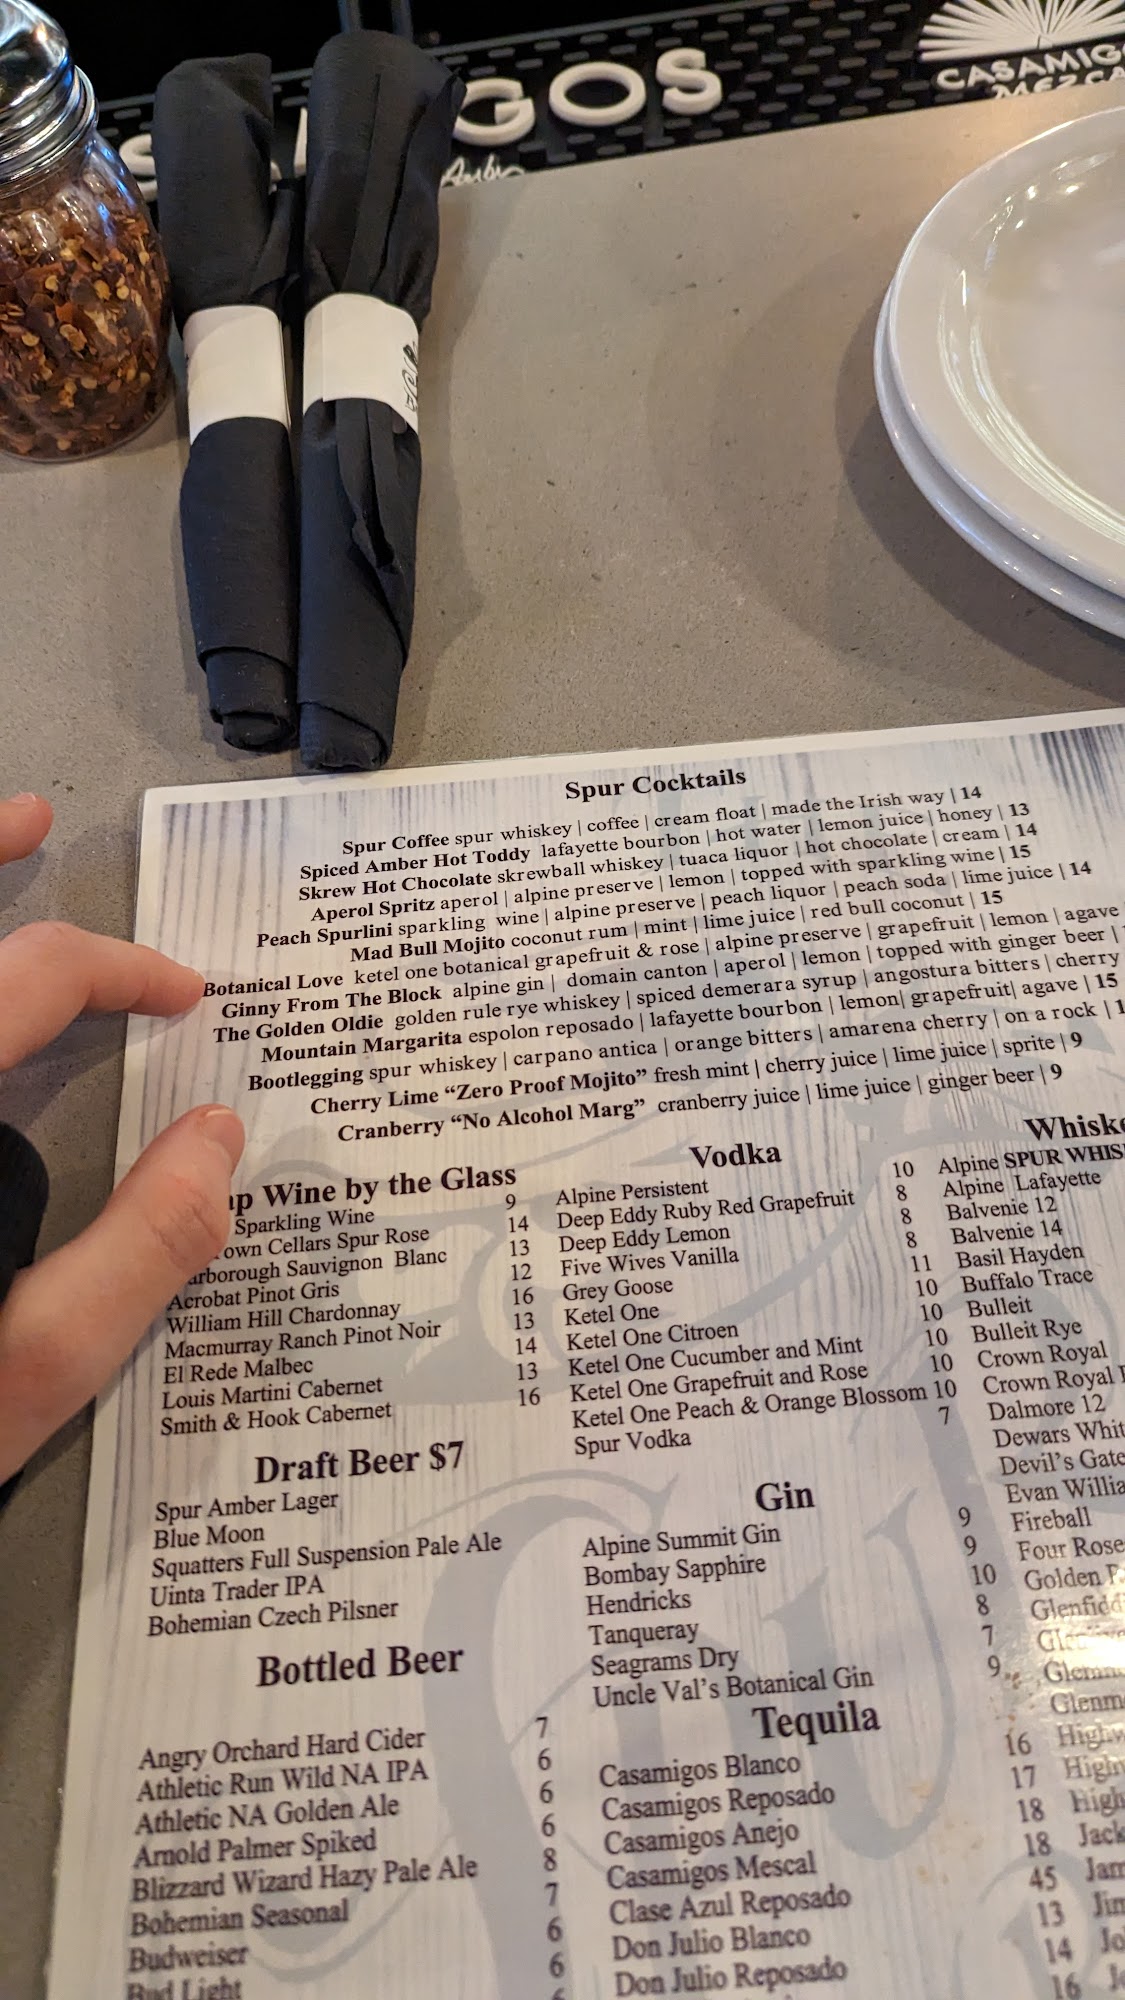 GOS
CASAMIGO
MEZCA
Spur Cocktails
Spur Coffee spur whiskey | coffee | cream float | made the Irish way | 14
Spiced Amber Hot Toddy lafayette bourbon | hot water | lemon juice | honey | 13
Skrew Hot Chocolate skrewball whiskey | tuaca liquor | hot chocolate | cream | 14
Aperol Spritz aperol | alpine preserve | lemon | topped with sparkling wine | 15
Peach Spurlini sparkling wine | alpine preserve | peach liquor | peach soda | lime juice | 14
Mad Bull Mojito coconut rum | mint | lime juice | red bull coconut | 15
Botanical Love ketel one botanical grapefruit & rose | alpine preserve | grapefruit | lemon | agave
Ginny From The Block alpine gin | domain canton | aperol | lemon | topped with ginger beer |
The Golden Oldie golden rule rye whiskey | spiced demerara syrup | angostura bitters | cherry
Mountain Margarita espolon reposado | lafayette bourbon | lemon| grapefruit| agave | 15
Bootlegging spur whiskey | carpano antica | orange bitters | amarena cherry | on a rock |
Cherry Lime “Zero Proof Mojito” fresh mint | cherry juice | lime juice | sprite | 9
Cranberry “No Alcohol Marg” cranberry juice | lime juice | ginger beer | 9
ap Wine by the Glass
Sparkling Wine 9
own Cellars Spur Rose 14
arborough Sauvignon Blanc 13
Acrobat Pinot Gris 12
William Hill Chardonnay 16
Macmurray Ranch Pinot Noir 13
El Rede Malbec 14
Louis Martini Cabernet 13
Smith & Hook Cabernet 16
Draft Beer $7
Spur Amber Lager
Blue Moon
Squatters Full Suspension Pale Ale
Uinta Trader IPA
Bohemian Czech Pilsner
Bottled Beer
Angry Orchard Hard Cider 7
Athletic Run Wild NA IPA 6
Athletic NA Golden Ale 6
Arnold Palmer Spiked 6
Blizzard Wizard Hazy Pale Ale 8
Bohemian Seasonal 7
Budweiser 6
Bud Light 6
Vodka
Alpine Persistent 10
Deep Eddy Ruby Red Grapefruit 8
Deep Eddy Lemon 8
Five Wives Vanilla 8
Grey Goose 11
Ketel One 10
Ketel One Citroen 10
Ketel One Cucumber and Mint 10
Ketel One Grapefruit and Rose 10
Ketel One Peach & Orange Blossom 10
Spur Vodka 7
Gin
Alpine Summit Gin 9
Bombay Sapphire 9
Hendricks 10
Tanqueray 8
Seagrams Dry 7
Uncle Val's Botanical Gin 9
Tequila
Casamigos Blanco 16
Casamigos Reposado 17
Casamigos Anejo 18
Casamigos Mescal 18
Clase Azul Reposado 45
Don Julio Blanco 13
Don Julio Reposado 14
16
Whiske
Alpine SPUR WHIS
Alpine Lafayette
Balvenie 12
Balvenie 14
Basil Hayden
Buffalo Trace
Bulleit
Bulleit Rye
Crown Royal
Crown Royal
Dalmore 12
Dewars Whit
Devil's Gate
Evan Willia
Fireball
Four Rose
Golden
Glenfiddi
Glenm
Highw
High
High
Jack
Jam
Jim